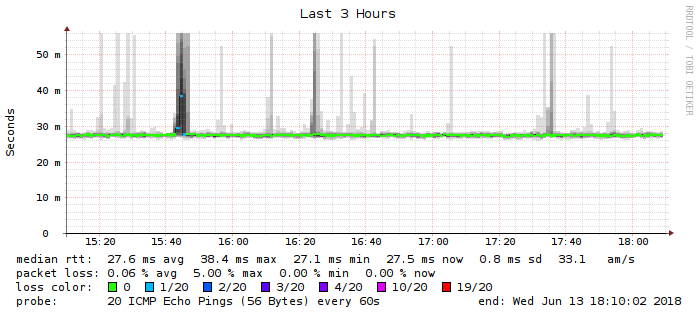 Last 3 Hours
RRDTOOL / TOBI OETIKER
Seconds
50 m
40 m
30 m
20 m
10 m
0
15:20 15:40 16:00 16:20 16:40 17:00 17:20 17:40 18:00
median rtt: 27.6 ms avg 38.4 ms max 27.1 ms min 27.5 ms now 0.8 ms sd 33.1 am/s
packet loss: 0.06 % avg 5.00 % max 0.00 % min 0.00 % now
loss color: 0 1/20 2/20 3/20 4/20 10/20 19/20
probe: 20 ICMP Echo Pings (56 Bytes) every 60s end: Wed Jun 13 18:10:02 2018